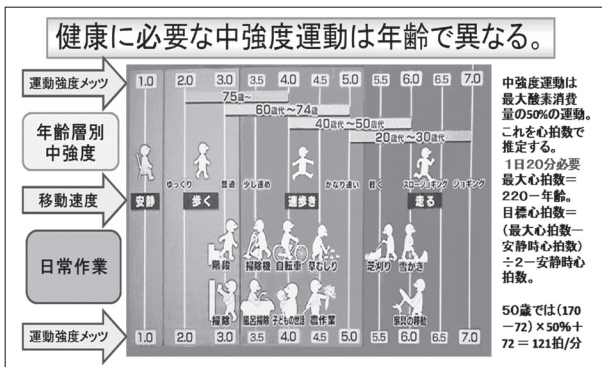 健康に必要な中強度運動は年齢で異なる。
運動強度メッツ
1.0 2.0 3.0 3.5 4.0 4.5 5.0 5.5 6.0 6.5 7.0
75歳~
60歳代~74歳
40歳代~50歳代
20歳代~30歳代
年齢層別
中強度
ゆっくり 普通 少し速め かなり速い 軽く スロージョギング ジョギング
移動速度
安静 歩く 速歩き 走る
日常作業
階段 掃除機 自転車 草むしり 芝刈り 雪かき
掃除 風呂掃除 子どもの世話 農作業 家具の移動
運動強度メッツ
1.0 2.0 3.0 3.5 4.0 4.5 5.0 5.5 6.0 6.5 7.0
中強度運動は
最大酸素消費
量の50%の運動。
これを心拍数で
推定する。
1日20分必要
最大心拍数=
220-年齢。
目標心拍数=
(最大心拍数-
安静時心拍数)
÷2-安静時心
拍数。
50歳では(170
-72)×50%+
72=121拍/分